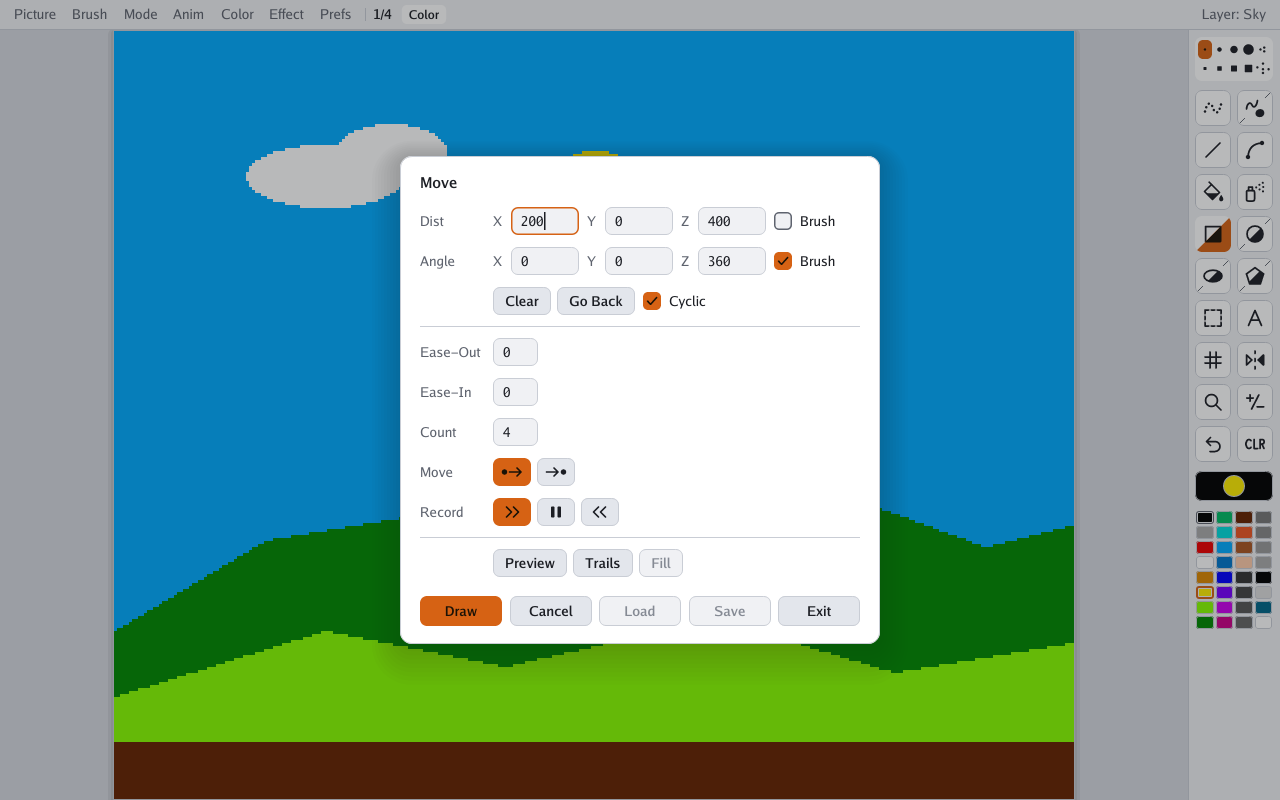 Picture Brush Mode Anim Color Effect Prefs 1/4 Color Layer: Sky
Move
Dist X 200 Y 0 Z 400 Brush
Angle X 0 Y 0 Z 360 Brush
Clear Go Back Cyclic
Ease-Out 0
Ease-In 0
Count 4
Move
Record
Preview Trails Fill
Draw Cancel Load Save Exit
A
+/-
CLR